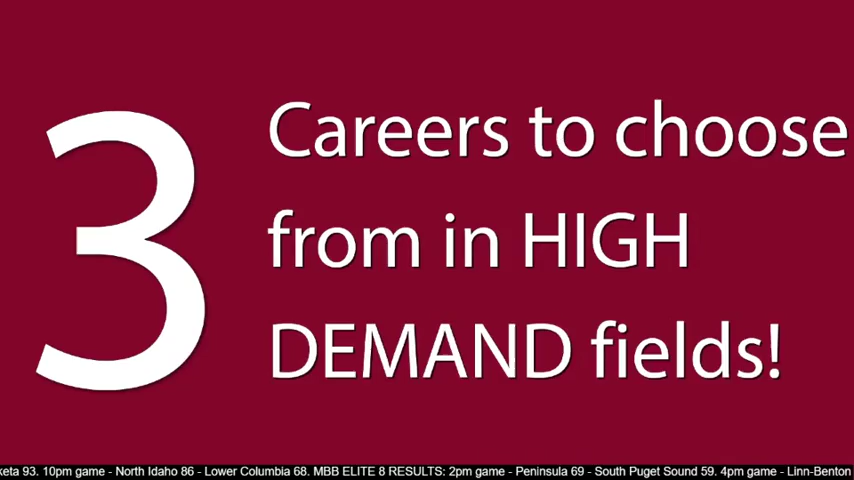 3
Careers to choose
from in HIGH
DEMAND fields!
keta 93. 10pm game - North Idaho 86 - Lower Columbia 68. MBB ELITE 8 RESULTS: 2pm game - Peninsula 69 - South Puget Sound 59. 4pm game - Linn-Benton